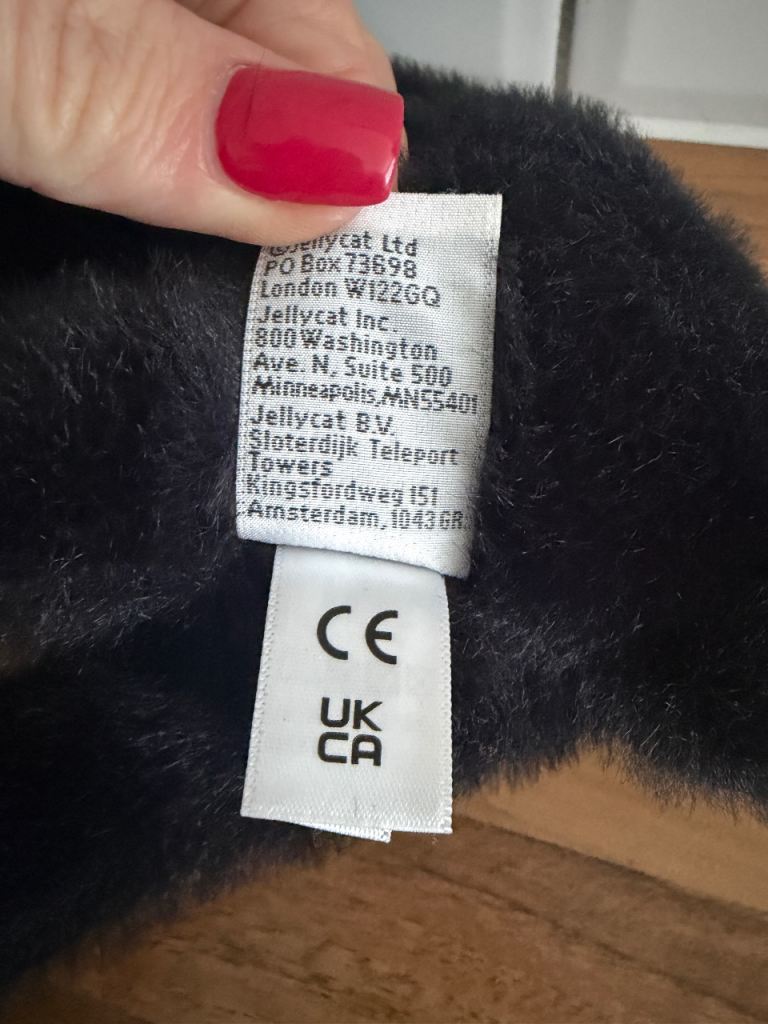 ©Jellycat Ltd
PO Box 73698
London W122GQ
Jellycat Inc.
800 Washington
Ave. N, Suite 500
Minneapolis, MN55401
Jellycat B.V.
Sloterdijk Teleport
Towers
Kingsfordweg 151
Amsterdam, 1043 GR.
CE
UK
CA